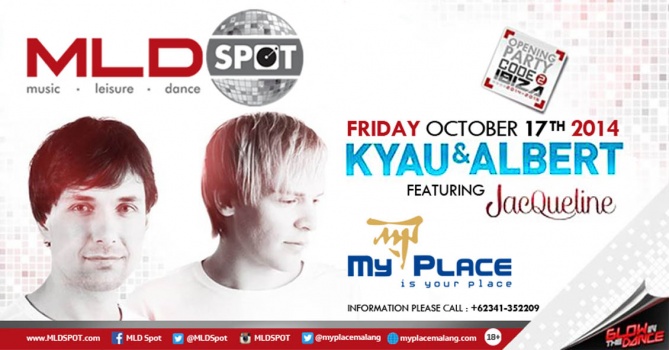 MLD SPOT
music · leisure · dance
OPENING
PARTY
CODE 2
IBIZA
FRIDAY OCTOBER 17TH 2014
KYAU & ALBERT
FEATURING JacQueline
MY PLACE
is your place
INFORMATION PLEASE CALL : +62341-352209
www.MLDSPOT.com MLD Spot @MLDSpot MLDSPOT @myplacemalang myplacemalang.com 18+
GLOW IN THE DANCE